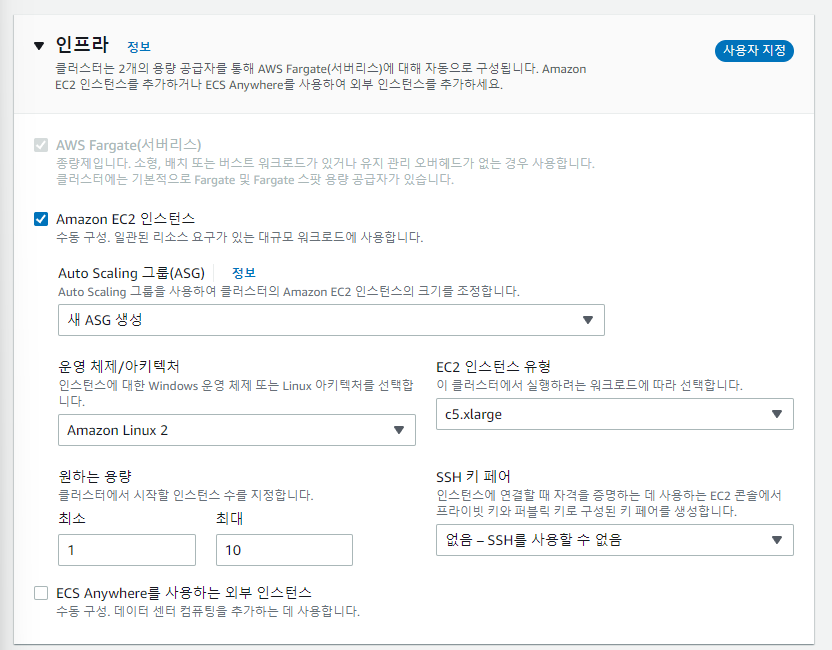 인프라 정보
사용자 지정
클러스터는 2개의 용량 공급자를 통해 AWS Fargate(서버리스)에 대해 자동으로 구성됩니다. Amazon
EC2 인스턴스를 추가하거나 ECS Anywhere를 사용하여 외부 인스턴스를 추가하세요.
AWS Fargate(서버리스)
종량제입니다. 소형, 배치 또는 버스트 워크로드가 있거나 유지 관리 오버헤드가 없는 경우 사용합니다.
클러스터에는 기본적으로 Fargate 및 Fargate 스팟 용량 공급자가 있습니다.
Amazon EC2 인스턴스
수동 구성. 일관된 리소스 요구가 있는 대규모 워크로드에 사용합니다.
Auto Scaling 그룹(ASG) 정보
Auto Scaling 그룹을 사용하여 클러스터의 Amazon EC2 인스턴스의 크기를 조정합니다.
새 ASG 생성
운영 체제/아키텍처
인스턴스에 대한 Windows 운영 체제 또는 Linux 아키텍처를 선택합
니다.
Amazon Linux 2
EC2 인스턴스 유형
이 클러스터에서 실행하려는 워크로드에 따라 선택합니다.
c5.xlarge
원하는 용량
클러스터에서 시작할 인스턴스 수를 지정합니다.
최소 최대
1 10
SSH 키 페어
인스턴스에 연결할 때 자격을 증명하는 데 사용하는 EC2 콘솔에서
프라이빗 키와 퍼블릭 키로 구성된 키 페어를 생성합니다.
없음 – SSH를 사용할 수 없음
ECS Anywhere를 사용하는 외부 인스턴스
수동 구성. 데이터 센터 컴퓨팅을 추가하는 데 사용합니다.